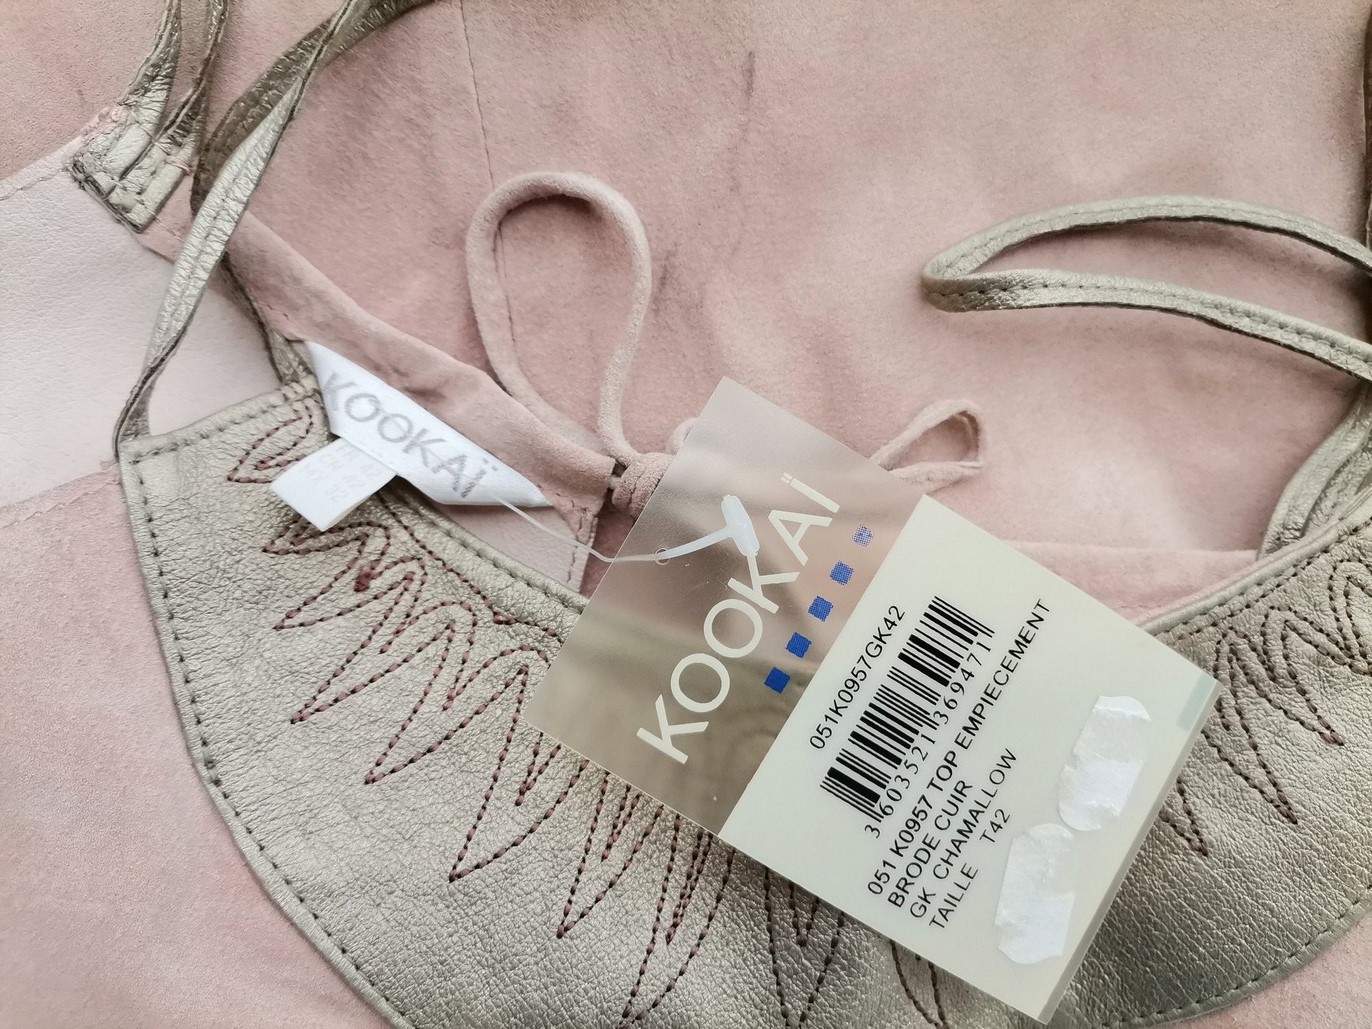 KOOKAÏ
KOOKAÏ
051K0957GK42
3 603521 369471
051 K0957 TOP EMPIECEMENT
BRODE CUIR
GK CHAMALLOW
TAILLE T42